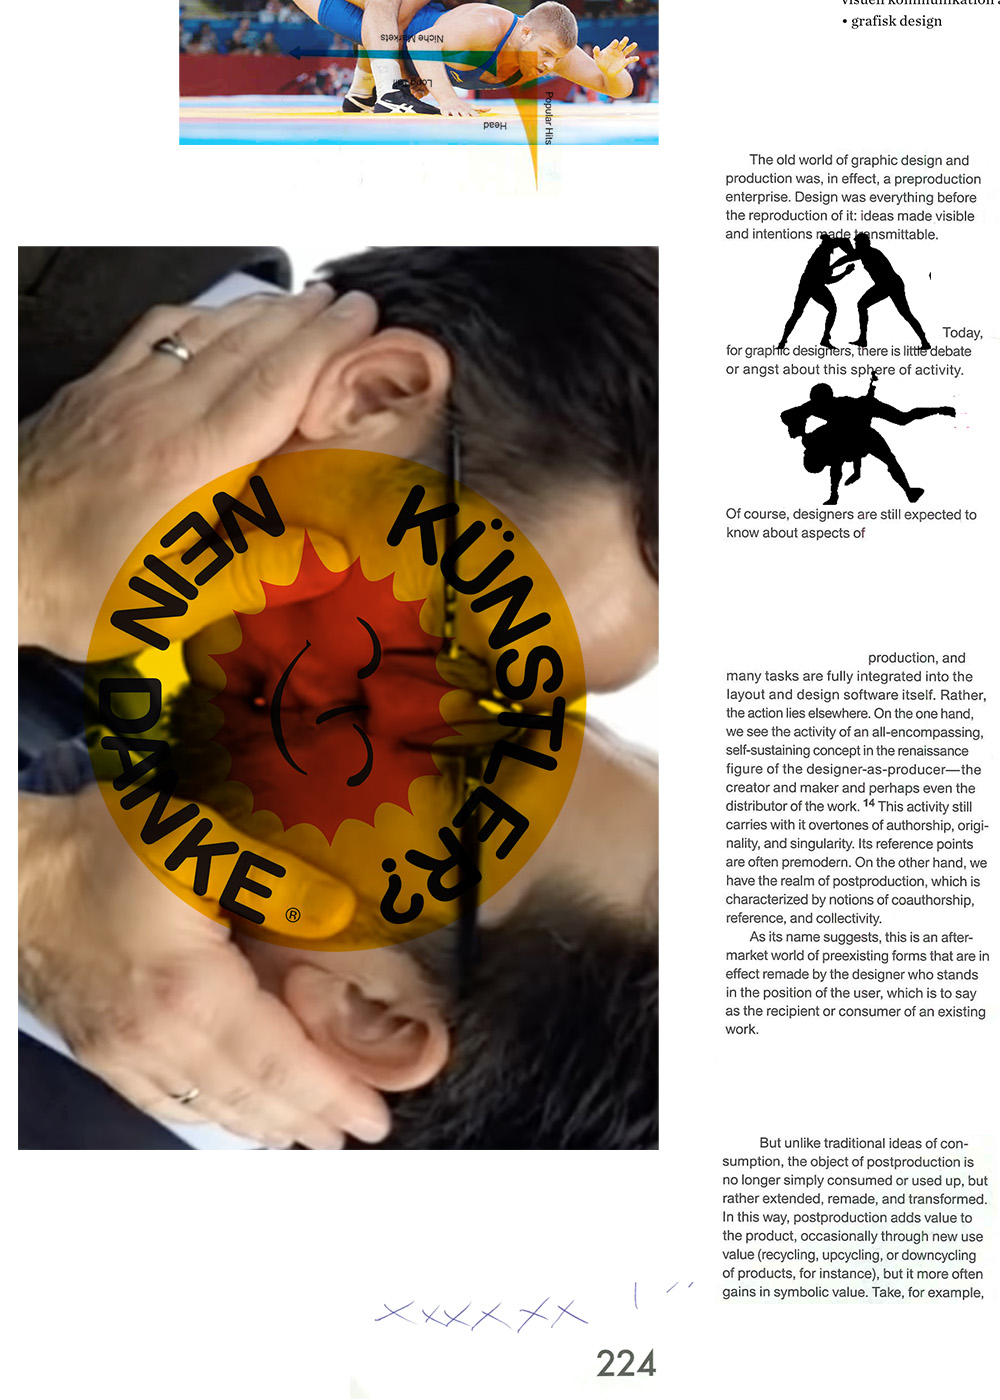 visuell kommunikation
• grafisk design
Niche Markets
Long Tail
Head
Popular Hits
The old world of graphic design and
production was, in effect, a preproduction
enterprise. Design was everything before
the reproduction of it: ideas made visible
and intentions made transmittable.
Today,
for graphic designers, there is little debate
or angst about this sphere of activity.
Of course, designers are still expected to
know about aspects of
production, and
many tasks are fully integrated into the
layout and design software itself. Rather,
the action lies elsewhere. On the one hand,
we see the activity of an all-encompassing,
self-sustaining concept in the renaissance
figure of the designer-as-producer—the
creator and maker and perhaps even the
distributor of the work. 14 This activity still
carries with it overtones of authorship, origi-
nality, and singularity. Its reference points
are often premodern. On the other hand, we
have the realm of postproduction, which is
characterized by notions of coauthorship,
reference, and collectivity.
As its name suggests, this is an after-
market world of preexisting forms that are in
effect remade by the designer who stands
in the position of the user, which is to say
as the recipient or consumer of an existing
work.
But unlike traditional ideas of con-
sumption, the object of postproduction is
no longer simply consumed or used up, but
rather extended, remade, and transformed.
In this way, postproduction adds value to
the product, occasionally through new use
value (recycling, upcycling, or downcycling
of products, for instance), but it more often
gains in symbolic value. Take, for example,
KÜNSTLER?
NEIN DANKE ®
xxxxxx
224